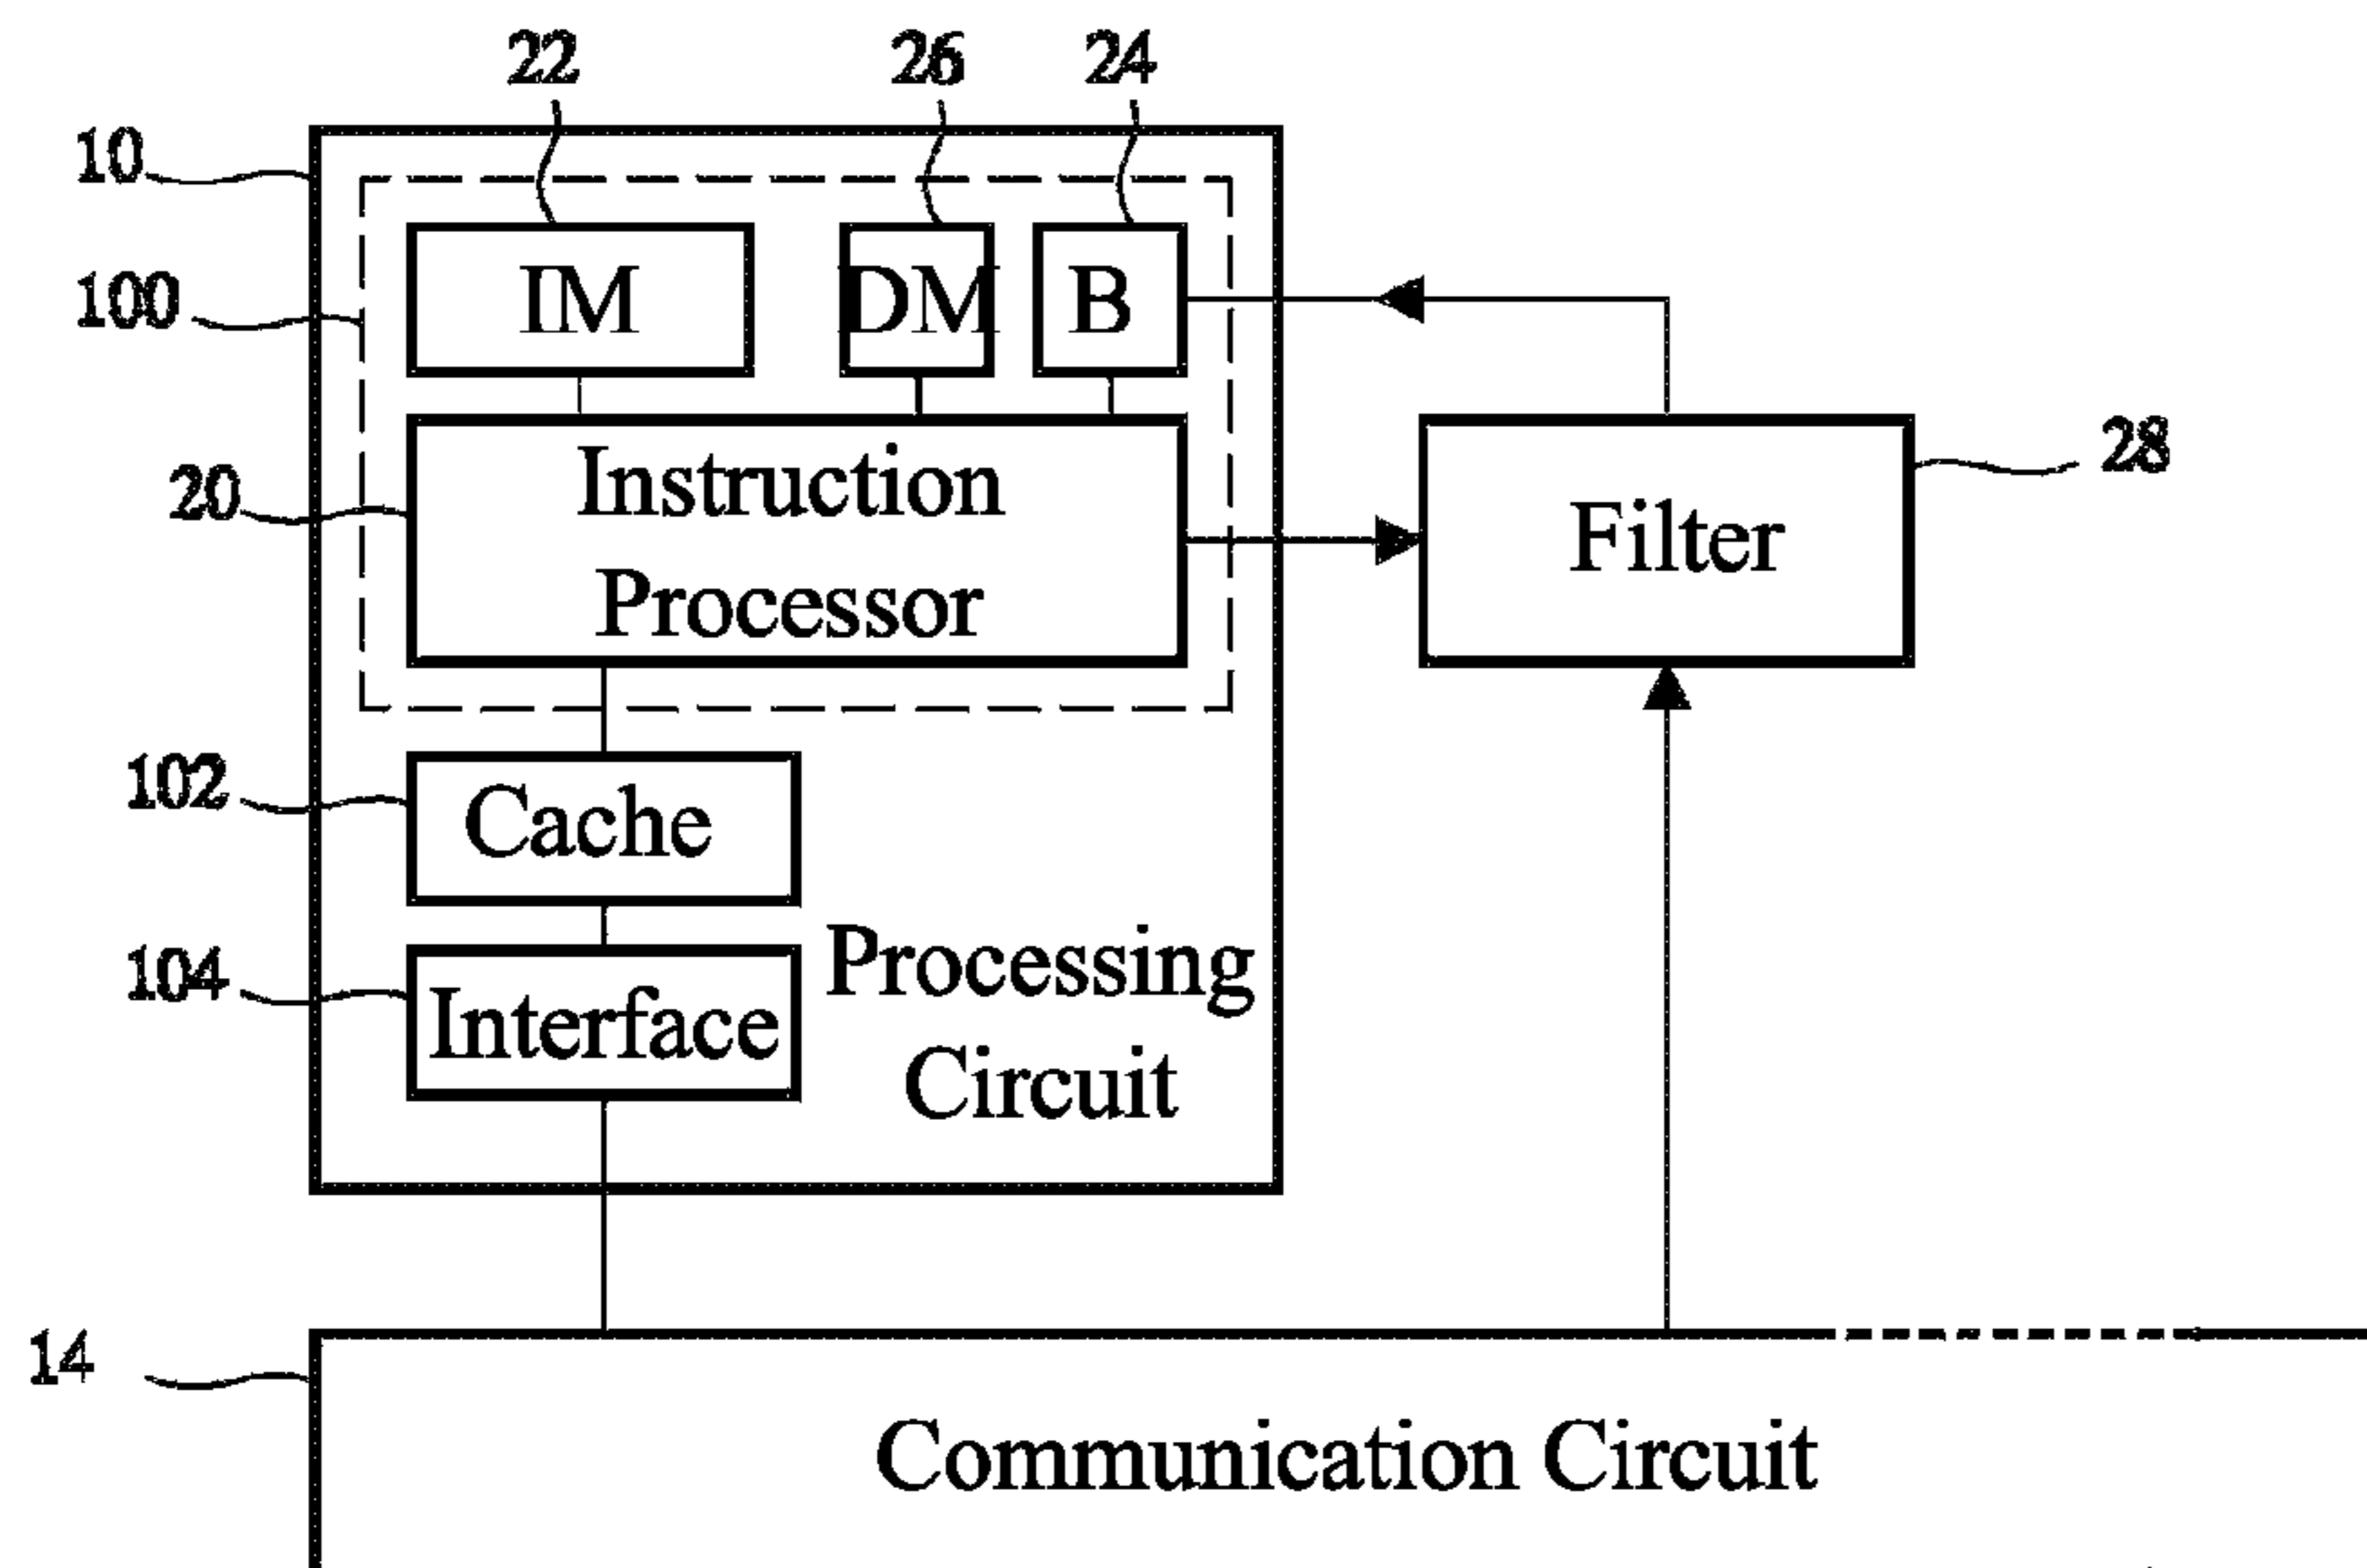 22 26 24
10
100
IM DM B
20
Instruction
Processor
Filter
28
102
Cache
104
Interface
Processing
Circuit
14
Communication Circuit